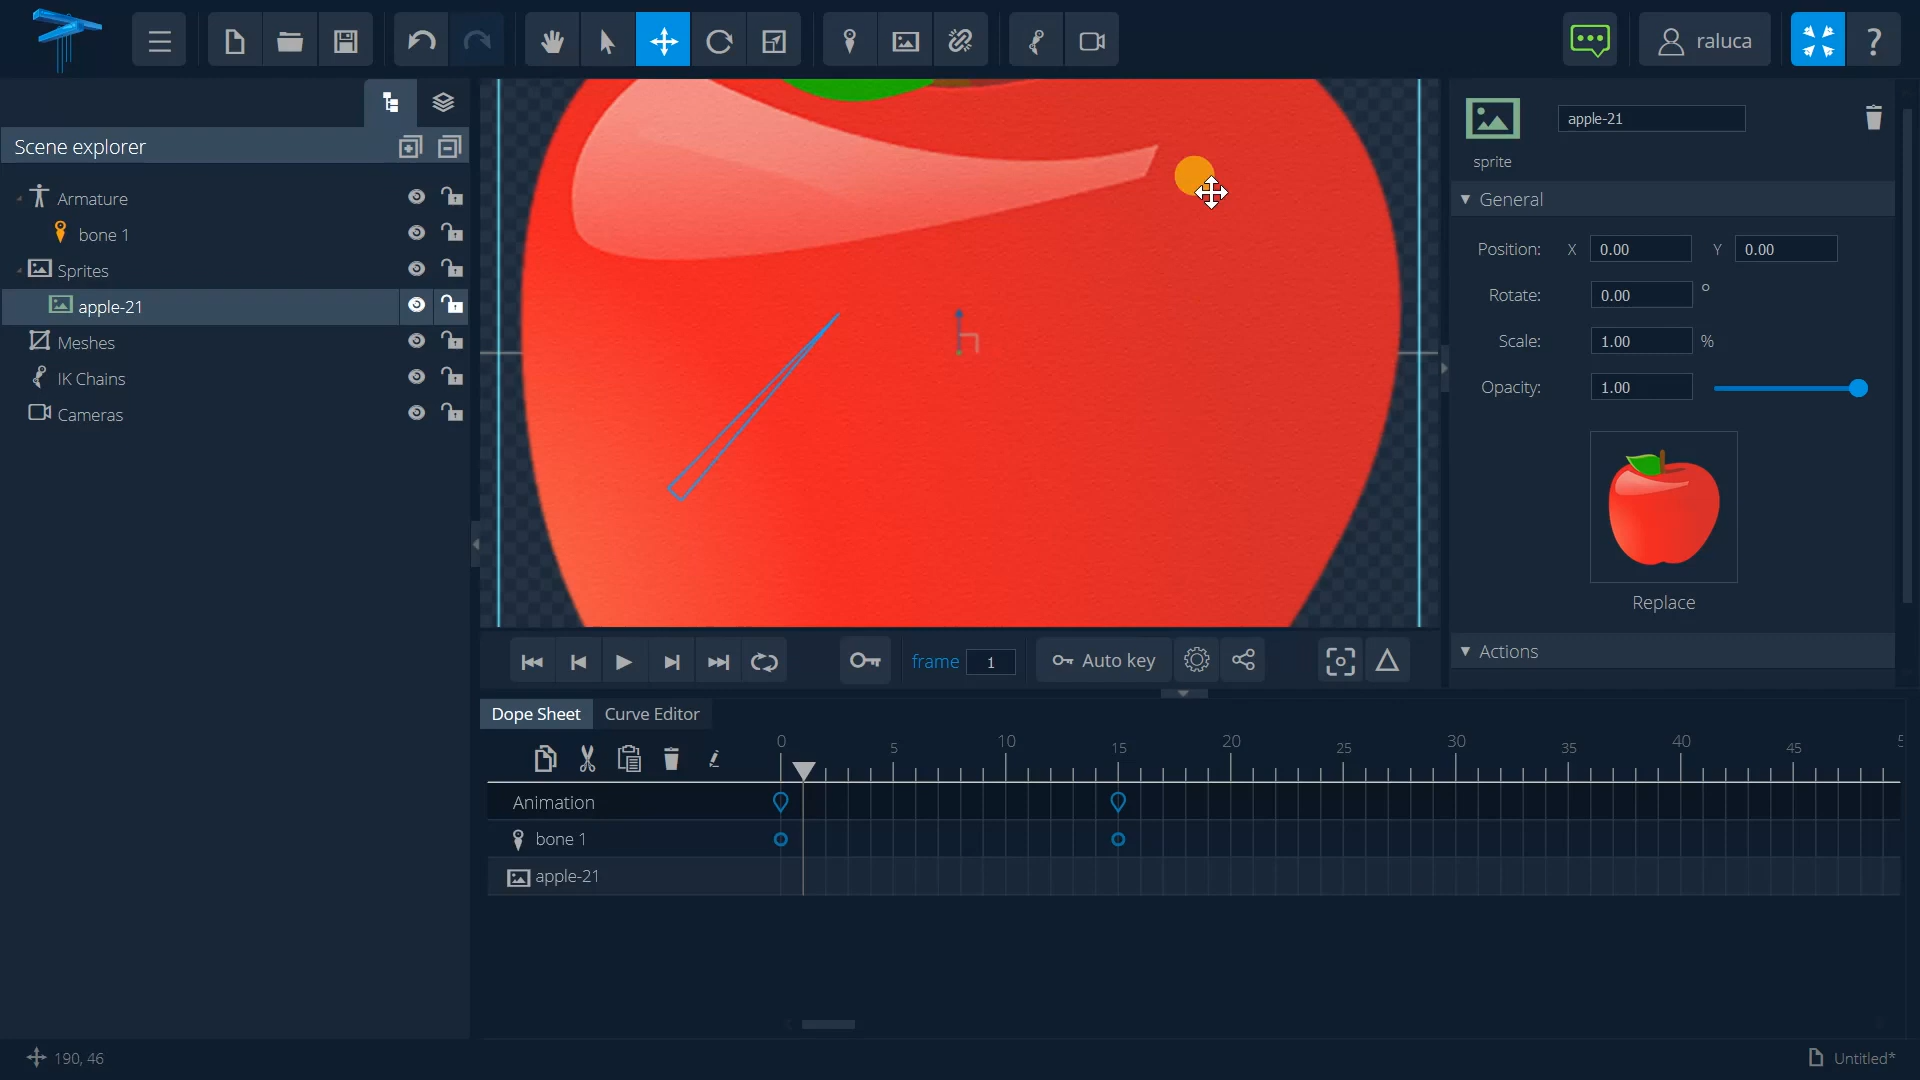 raluca
?
Scene explorer
Armature
bone 1
Sprites
apple-21
Meshes
IK Chains
Cameras
apple-21
sprite
General
Position: X 0.00 Y 0.00
Rotate: 0.00 °
Scale: 1.00 %
Opacity: 1.00
Replace
Actions
frame 1
Auto key
Dope Sheet Curve Editor
0 5 10 15 20 25 30 35 40 45
Animation
bone 1
apple-21
190, 46
Untitled*